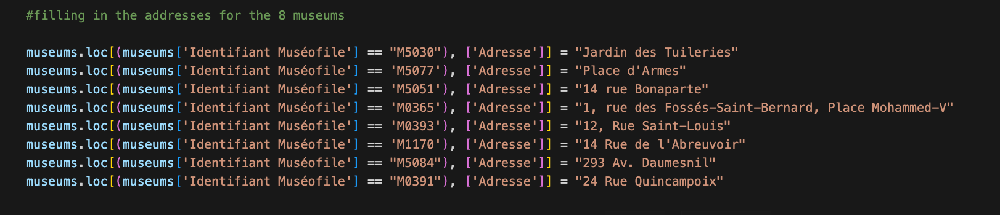 #filling in the addresses for the 8 museums
museums.loc[(museums['Identifiant Muséofile'] == "M5030"), ['Adresse']] = "Jardin des Tuileries"
museums.loc[(museums['Identifiant Muséofile'] == 'M5077'), ['Adresse']] = "Place d'Armes"
museums.loc[(museums['Identifiant Muséofile'] == 'M5051'), ['Adresse']] = "14 rue Bonaparte"
museums.loc[(museums['Identifiant Muséofile'] == 'M0365'), ['Adresse']] = "1, rue des Fossés-Saint-Bernard, Place Mohammed-V"
museums.loc[(museums['Identifiant Muséofile'] == 'M0393'), ['Adresse']] = "12, Rue Saint-Louis"
museums.loc[(museums['Identifiant Muséofile'] == 'M1170'), ['Adresse']] = "14 Rue de l'Abreuvoir"
museums.loc[(museums['Identifiant Muséofile'] == "M5084"), ['Adresse']] = "293 Av. Daumesnil"
museums.loc[(museums['Identifiant Muséofile'] == "M0391"), ['Adresse']] = "24 Rue Quincampoix"